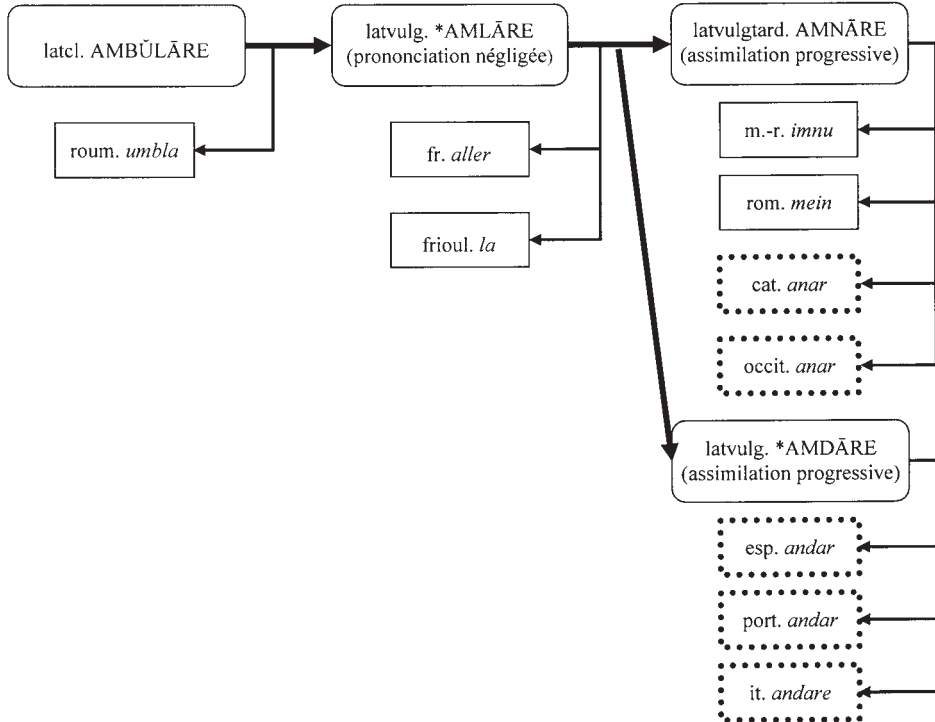 latcl. AMBŬLĀRE
roum. umbla
latvulg. *AMLĀRE
(prononciation négligée)
fr. aller
frioul. la
latvulgtard. AMNĀRE
(assimilation progressive)
m.-r. imnu
rom. mein
cat. anar
occit. anar
latvulg. *AMDĀRE
(assimilation progressive)
esp. andar
port. andar
it. andare